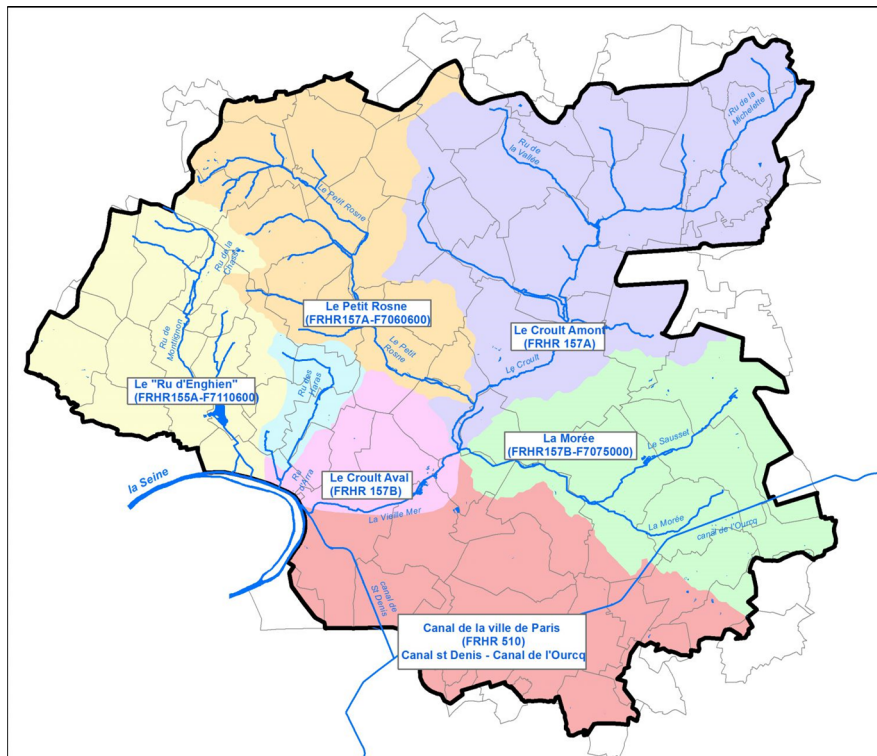 Ru de la
Michelette
Ru de
la Vallée
Le Petit Rosne
Ru de la
Chasse
Le Petit Rosne
(FRHR157A-F7060600)
Le Croult Amont
(FRHR 157A)
Ru de
Montlignon
Le Petit
Rosne
Le Croult
Ru des
Haras
Le "Ru d'Enghien"
(FRHR155A-F7110600)
La Morée
(FRHR157B-F7075000)
Le Sausset
la Seine
Ru
d'Arra
Le Croult Aval
(FRHR 157B)
La Vieille Mer
La Morée
canal de l'Ourcq
canal de
St Denis
Canal de la ville de Paris
(FRHR 510)
Canal st Denis - Canal de l'Ourcq